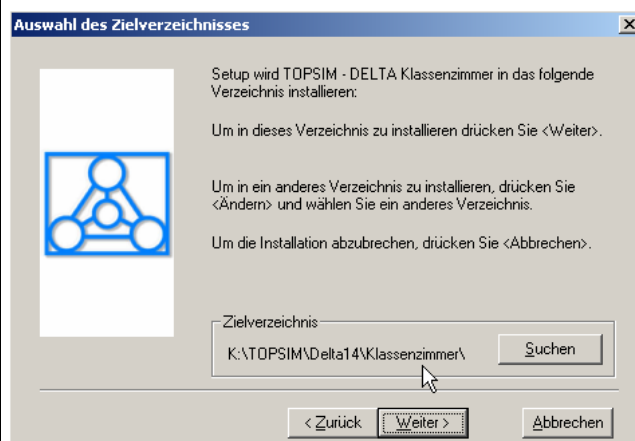 Auswahl des Zielverzeichnisses
Setup wird TOPSIM - DELTA Klassenzimmer in das folgende
Verzeichnis installieren:
Um in dieses Verzeichnis zu installieren drücken Sie <Weiter>.
Um in ein anderes Verzeichnis zu installieren, drücken Sie
<Ändern> und wählen Sie ein anderes Verzeichnis.
Um die Installation abzubrechen, drücken Sie <Abbrechen>.
Zielverzeichnis
K:\TOPSIM\Delta14\Klassenzimmer\
Suchen
< Zurück
Weiter >
Abbrechen